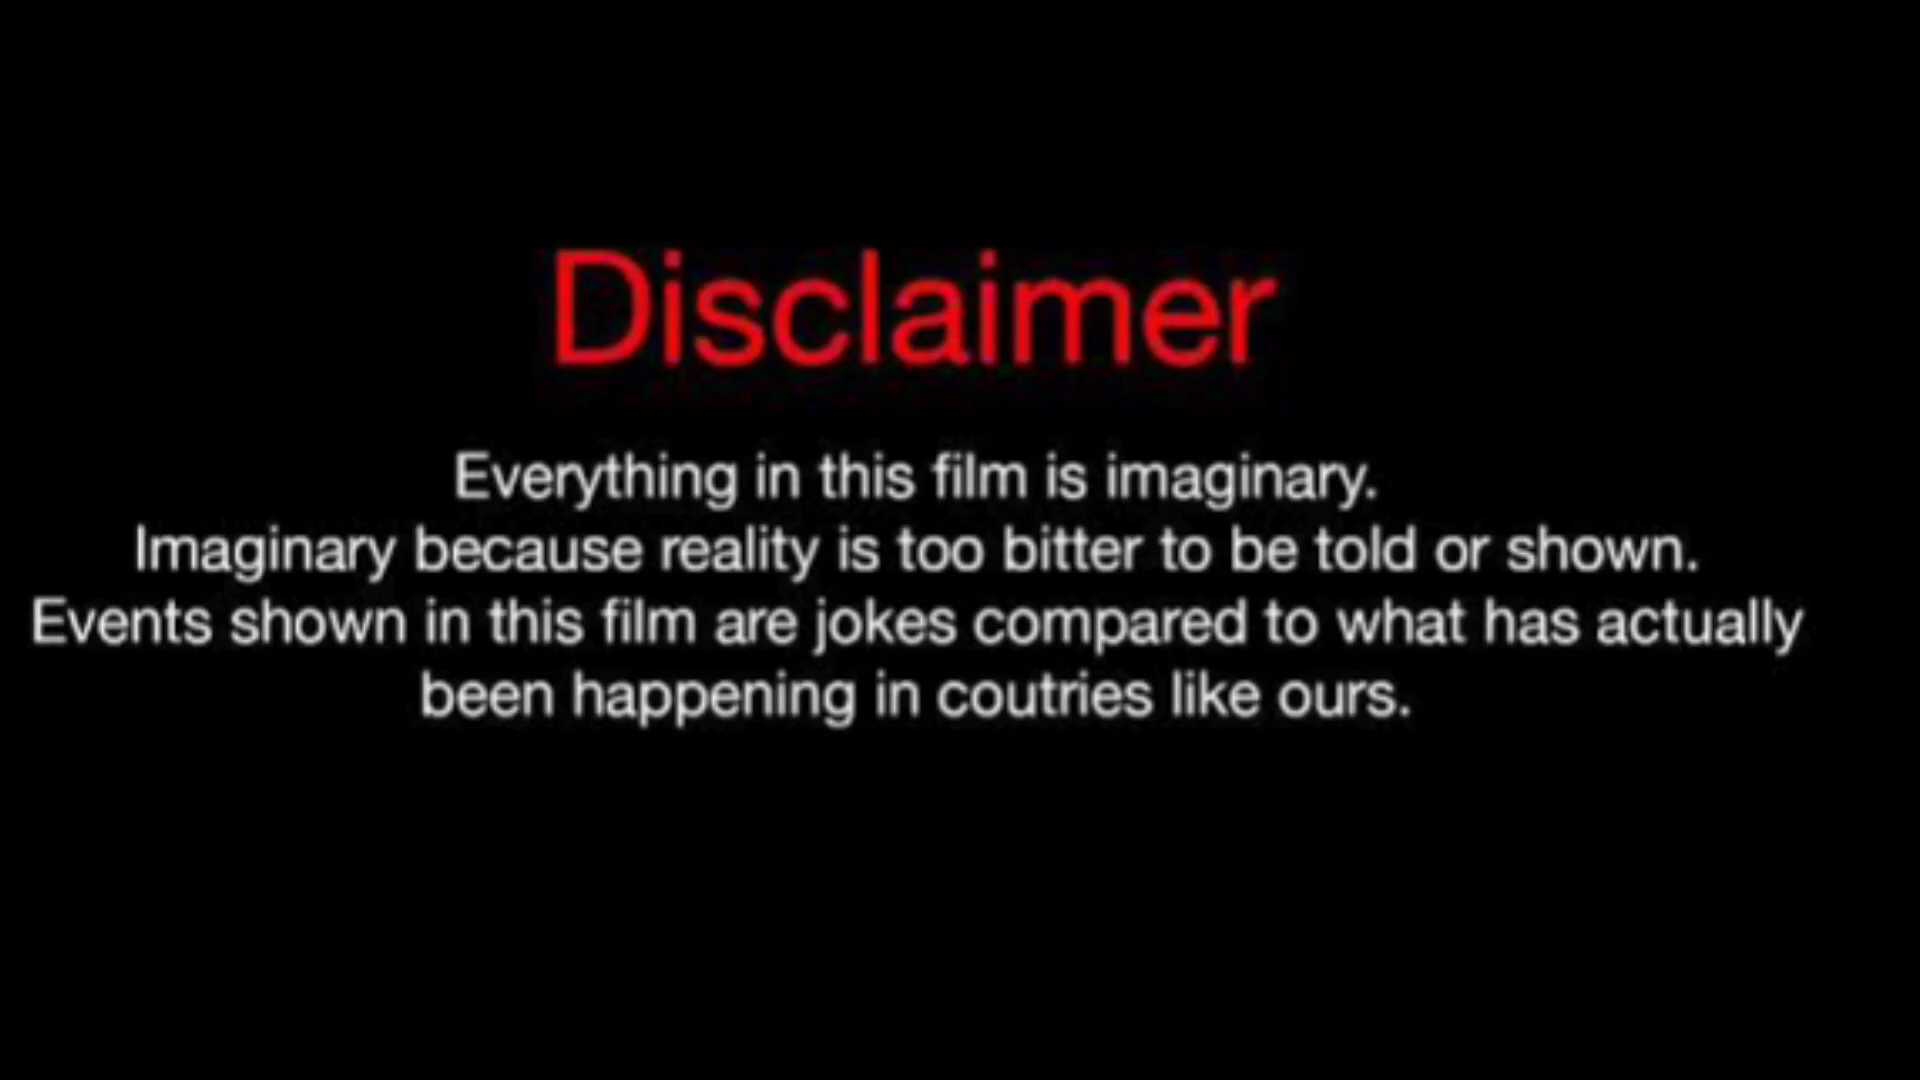 Disclaimer
Everything in this film is imaginary.
Imaginary because reality is too bitter to be told or shown.
Events shown in this film are jokes compared to what has actually
been happening in coutries like ours.